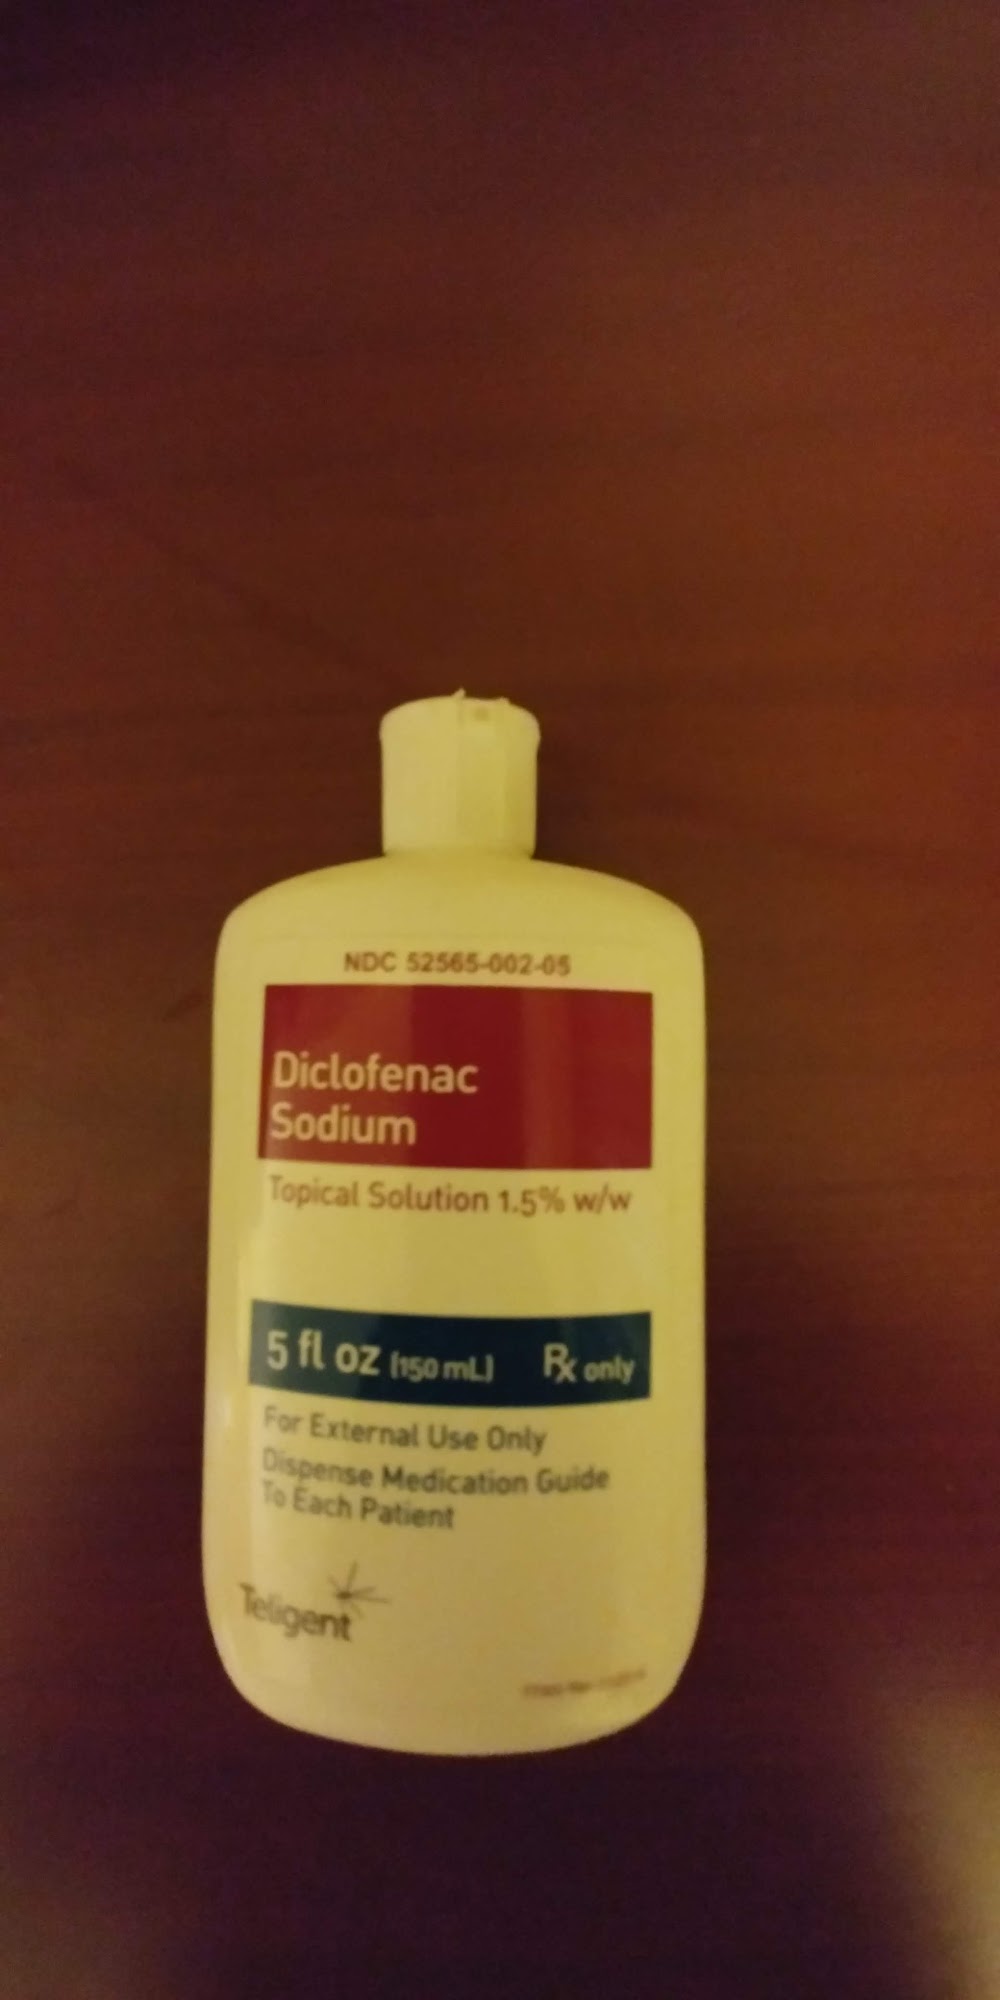 NDC 52565-002-05
Diclofenac
Sodium
Topical Solution 1.5% w/w
5 fl oz (150 mL) Rx only
For External Use Only
Dispense Medication Guide
To Each Patient
Teligent